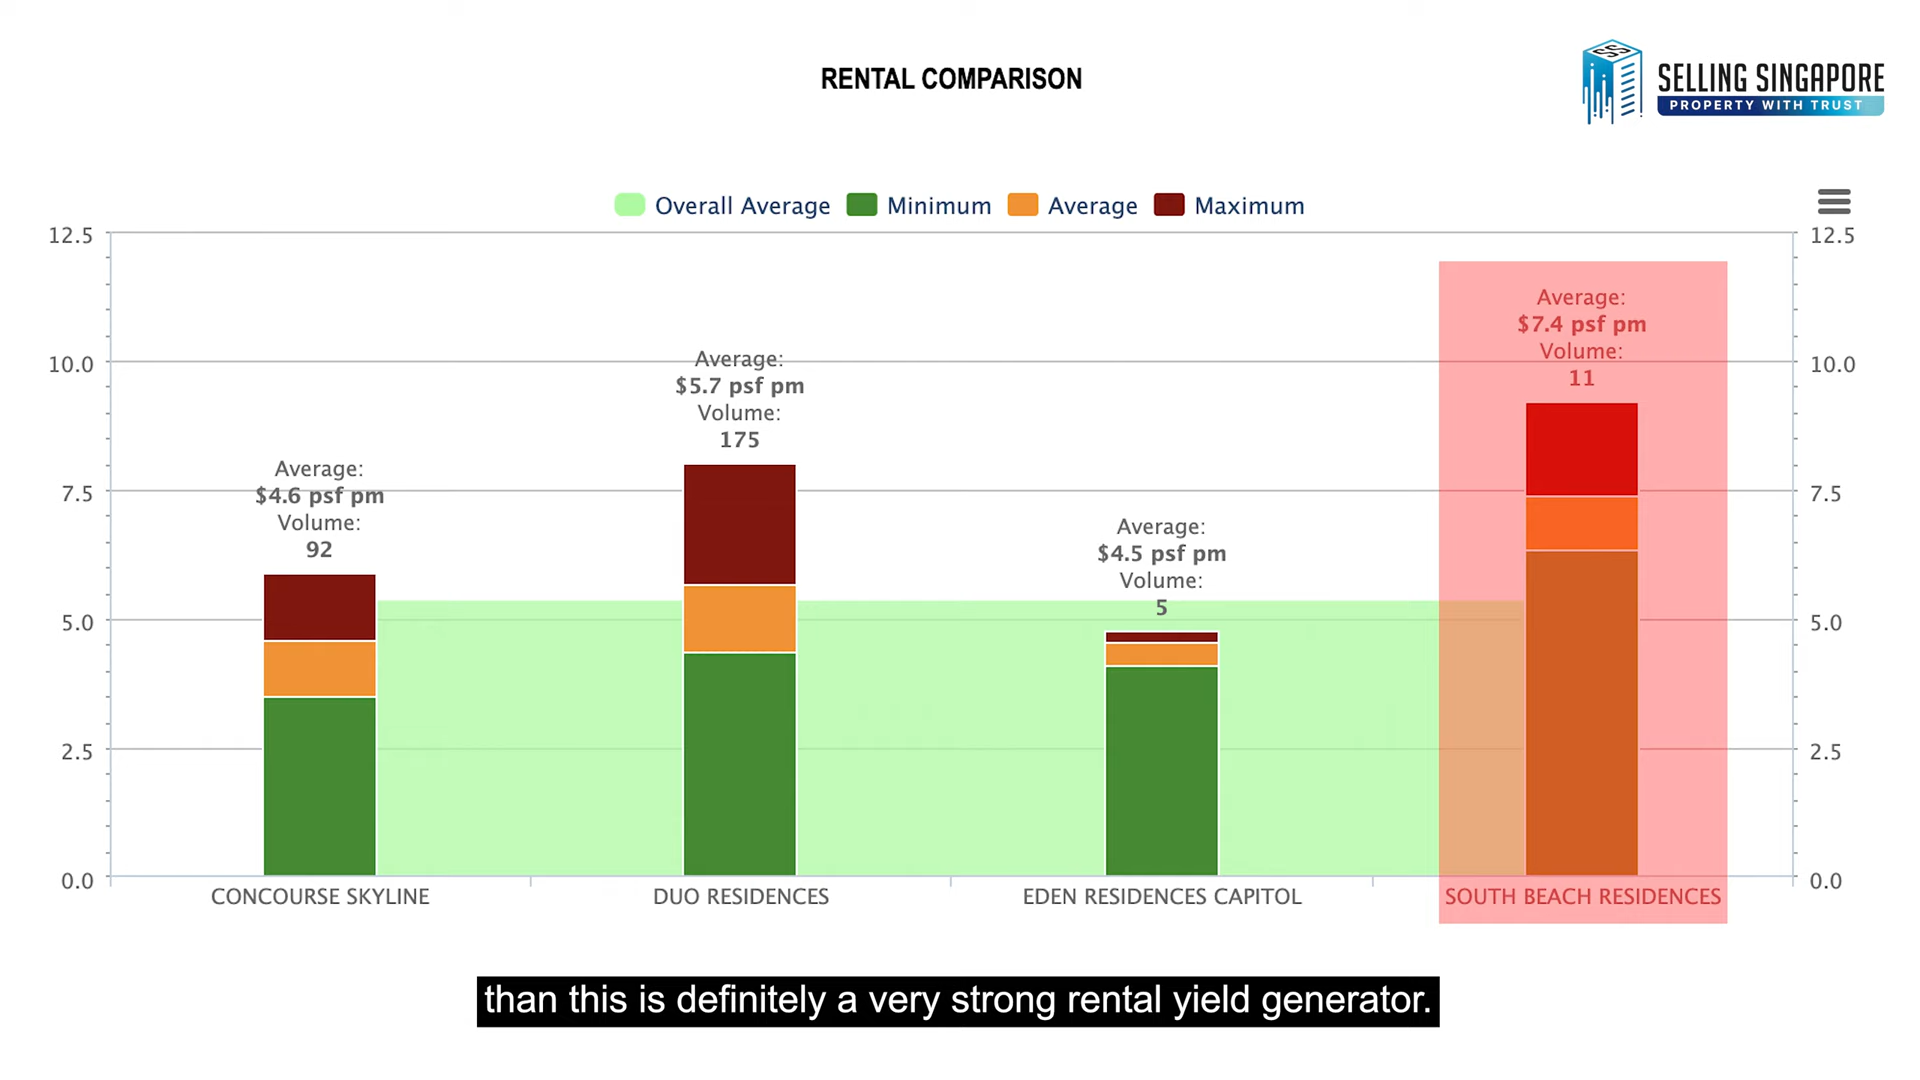 RENTAL COMPARISON
SS
SELLING SINGAPORE
PROPERTY WITH TRUST
Overall Average
Minimum
Average
Maximum
12.5
10.0
7.5
5.0
2.5
0.0
Average:
$4.6 psf pm
Volume:
92
Average:
$5.7 psf pm
Volume:
175
Average:
$4.5 psf pm
Volume:
5
Average:
$7.4 psf pm
Volume:
11
12.5
10.0
7.5
5.0
2.5
0.0
CONCOURSE SKYLINE
DUO RESIDENCES
EDEN RESIDENCES CAPITOL
SOUTH BEACH RESIDENCES
than this is definitely a very strong rental yield generator.